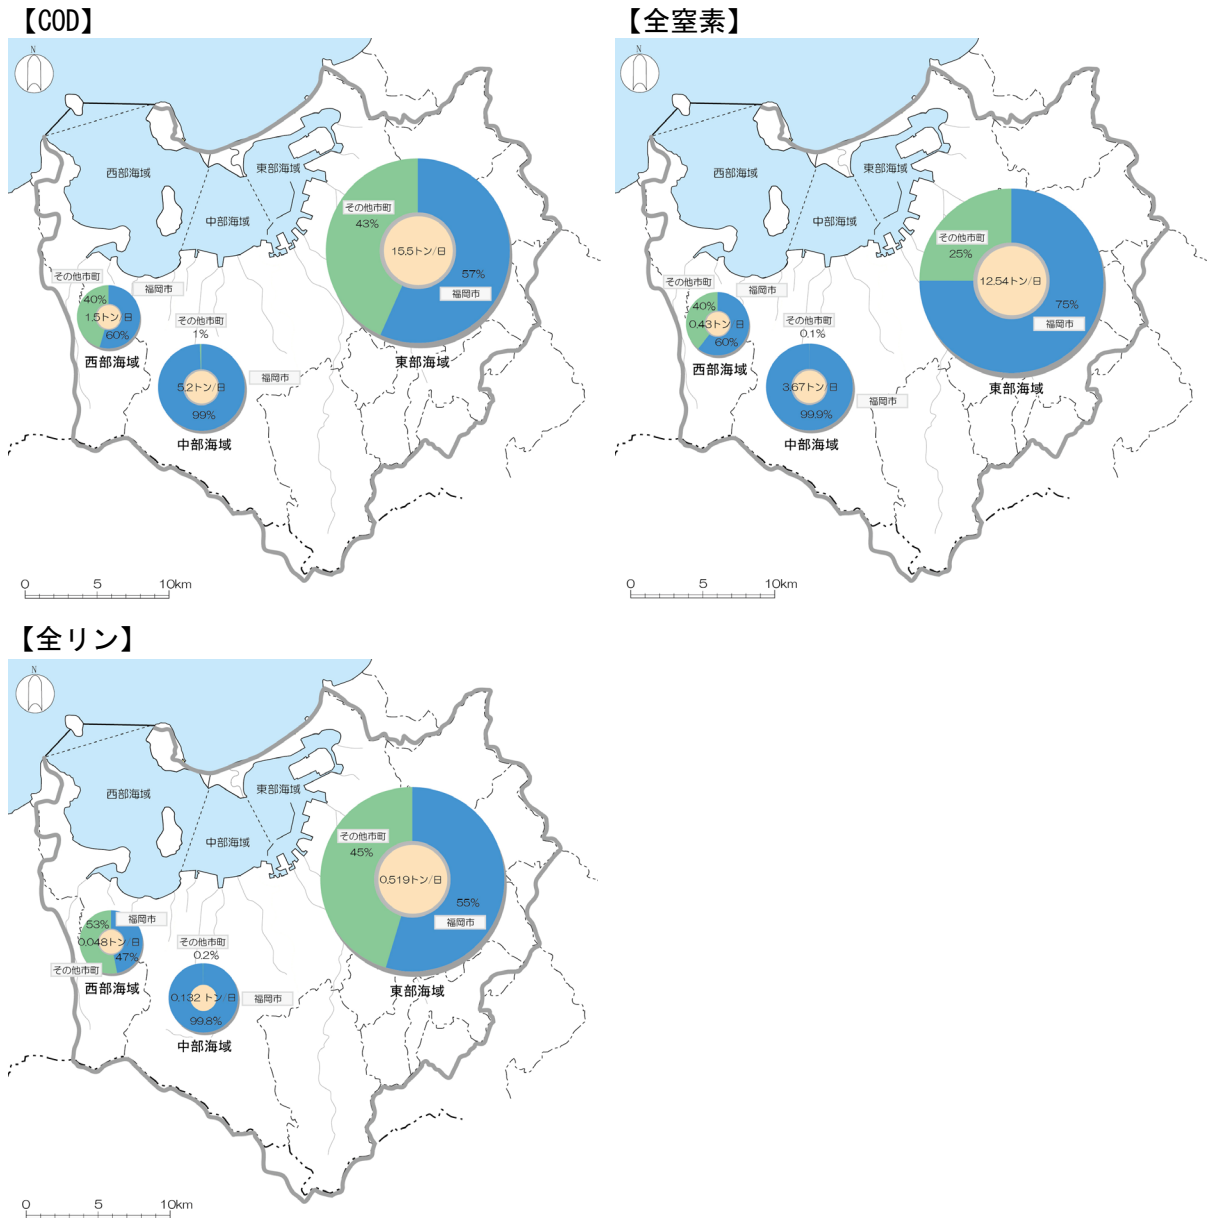 【COD】
N
西部海域
東部海域
中部海域
その他市町
43%
15.5トン/日
57%
福岡市
東部海域
その他市町
福岡市
40%
1.5トン/日
60%
西部海域
その他市町
1%
福岡市
5.2トン/日
99%
中部海域
0 5 10km
【全窒素】
N
西部海域
東部海域
中部海域
その他市町
25%
12.54トン/日
75%
福岡市
東部海域
その他市町
福岡市
40%
0.43トン/日
60%
西部海域
その他市町
0.1%
3.67トン/日
福岡市
99.9%
中部海域
0 5 10km
【全リン】
N
西部海域
東部海域
中部海域
その他市町
45%
0.519トン/日
55%
福岡市
東部海域
福岡市
53%
0.048トン/日
47%
その他市町
西部海域
その他市町
0.2%
0.132 トン/日
福岡市
99.8%
中部海域
0 5 10km